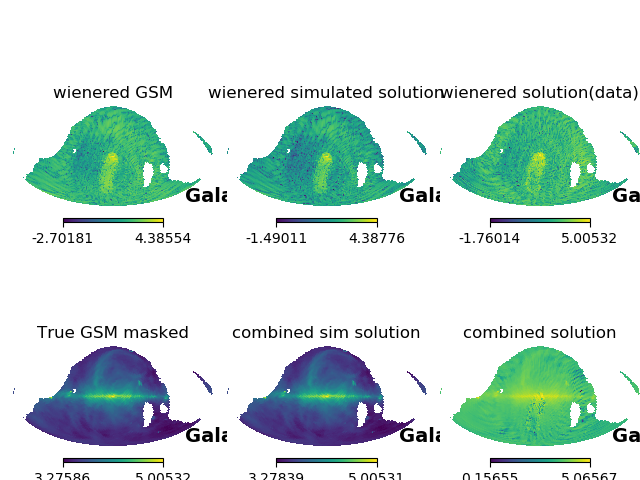 wienered GSM
wienered simulated solution
wienered solution(data)
Gala
Gala
Ga
-2.70181 4.38554
-1.49011 4.38776
-1.76014 5.00532
True GSM masked
combined sim solution
combined solution
Gala
Gala
Ga
3.27586 5.00532
3.27839 5.00531
0.15655 5.06567